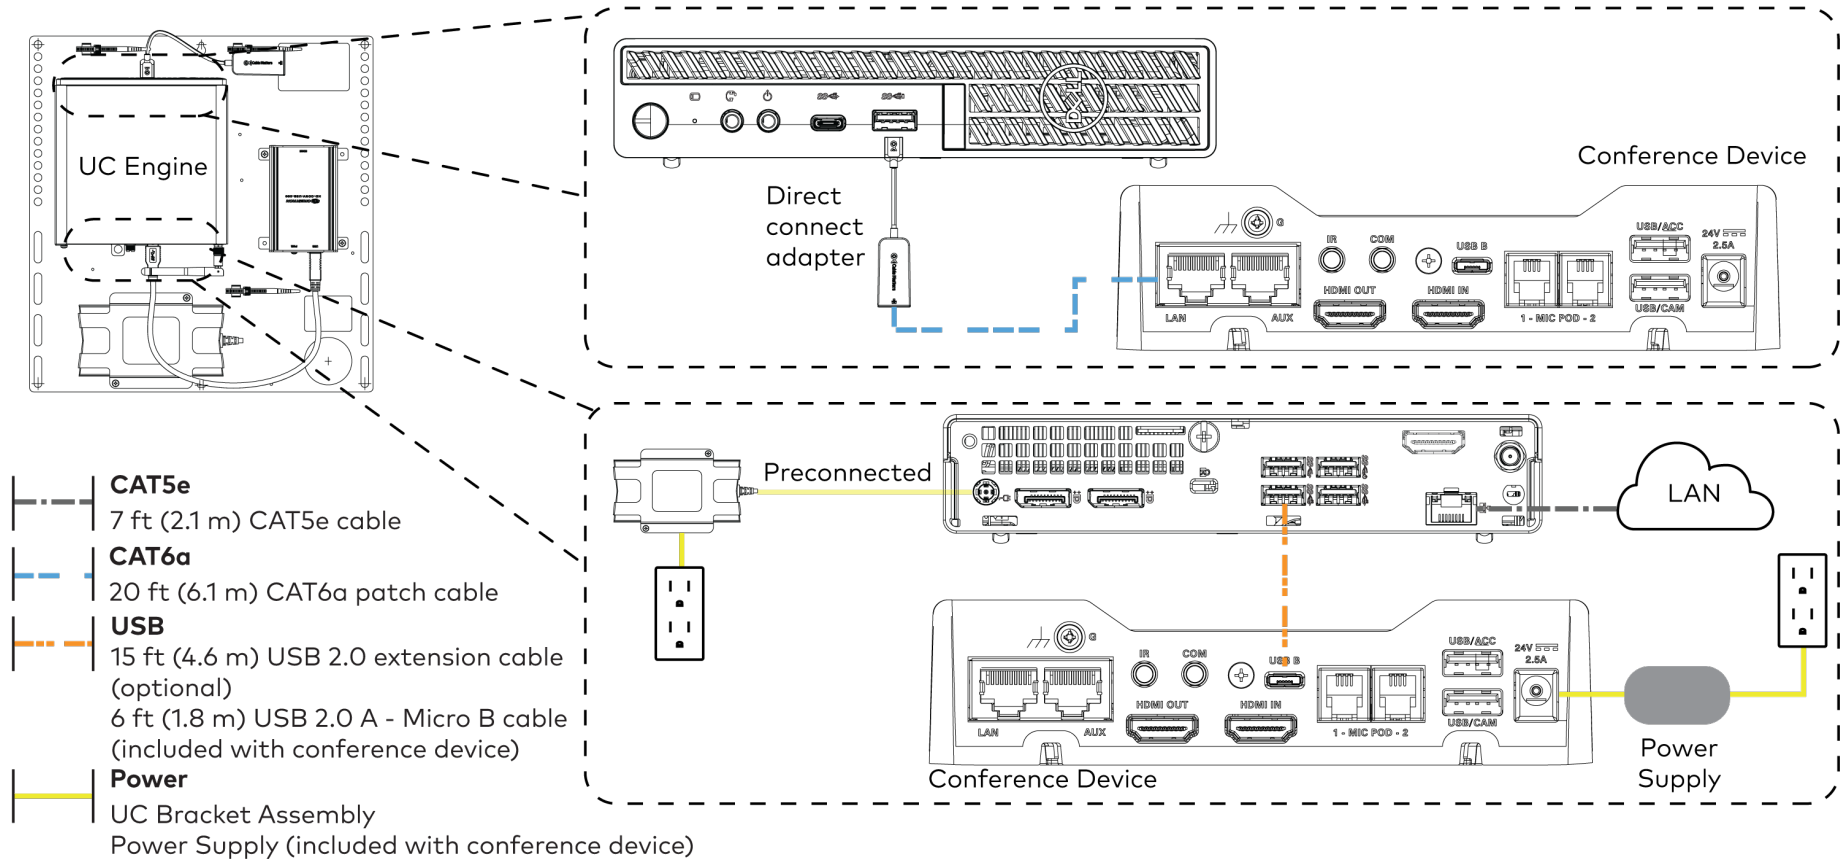 UC Engine
DELL
Direct
connect
adapter
Conference Device
G
IR
COM
USB B
USB/ACC
24V
2.5A
HDMI OUT
HDMI IN
LAN
AUX
1 - MIC POD - 2
USB/CAM
Preconnected
LAN
G
IR
COM
USB B
USB/ACC
24V
2.5A
HDMI OUT
HDMI IN
LAN
AUX
1 - MIC POD - 2
USB/CAM
Conference Device
Power
Supply
CAT5e
7 ft (2.1 m) CAT5e cable
CAT6a
20 ft (6.1 m) CAT6a patch cable
USB
15 ft (4.6 m) USB 2.0 extension cable
(optional)
6 ft (1.8 m) USB 2.0 A - Micro B cable
(included with conference device)
Power
UC Bracket Assembly
Power Supply (included with conference device)